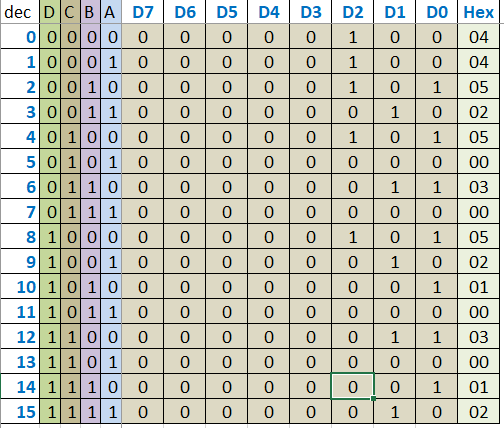 dec D C B A D7 D6 D5 D4 D3 D2 D1 D0 Hex
0 0 0 0 0 0 0 0 0 0 1 0 0 04
1 0 0 0 1 0 0 0 0 0 1 0 0 04
2 0 0 1 0 0 0 0 0 0 1 0 1 05
3 0 0 1 1 0 0 0 0 0 0 1 0 02
4 0 1 0 0 0 0 0 0 0 1 0 1 05
5 0 1 0 1 0 0 0 0 0 0 0 0 00
6 0 1 1 0 0 0 0 0 0 0 1 1 03
7 0 1 1 1 0 0 0 0 0 0 0 0 00
8 1 0 0 0 0 0 0 0 0 1 0 1 05
9 1 0 0 1 0 0 0 0 0 0 1 0 02
10 1 0 1 0 0 0 0 0 0 0 0 1 01
11 1 0 1 1 0 0 0 0 0 0 0 0 00
12 1 1 0 0 0 0 0 0 0 0 1 1 03
13 1 1 0 1 0 0 0 0 0 0 0 0 00
14 1 1 1 0 0 0 0 0 0 0 0 1 01
15 1 1 1 1 0 0 0 0 0 0 1 0 02